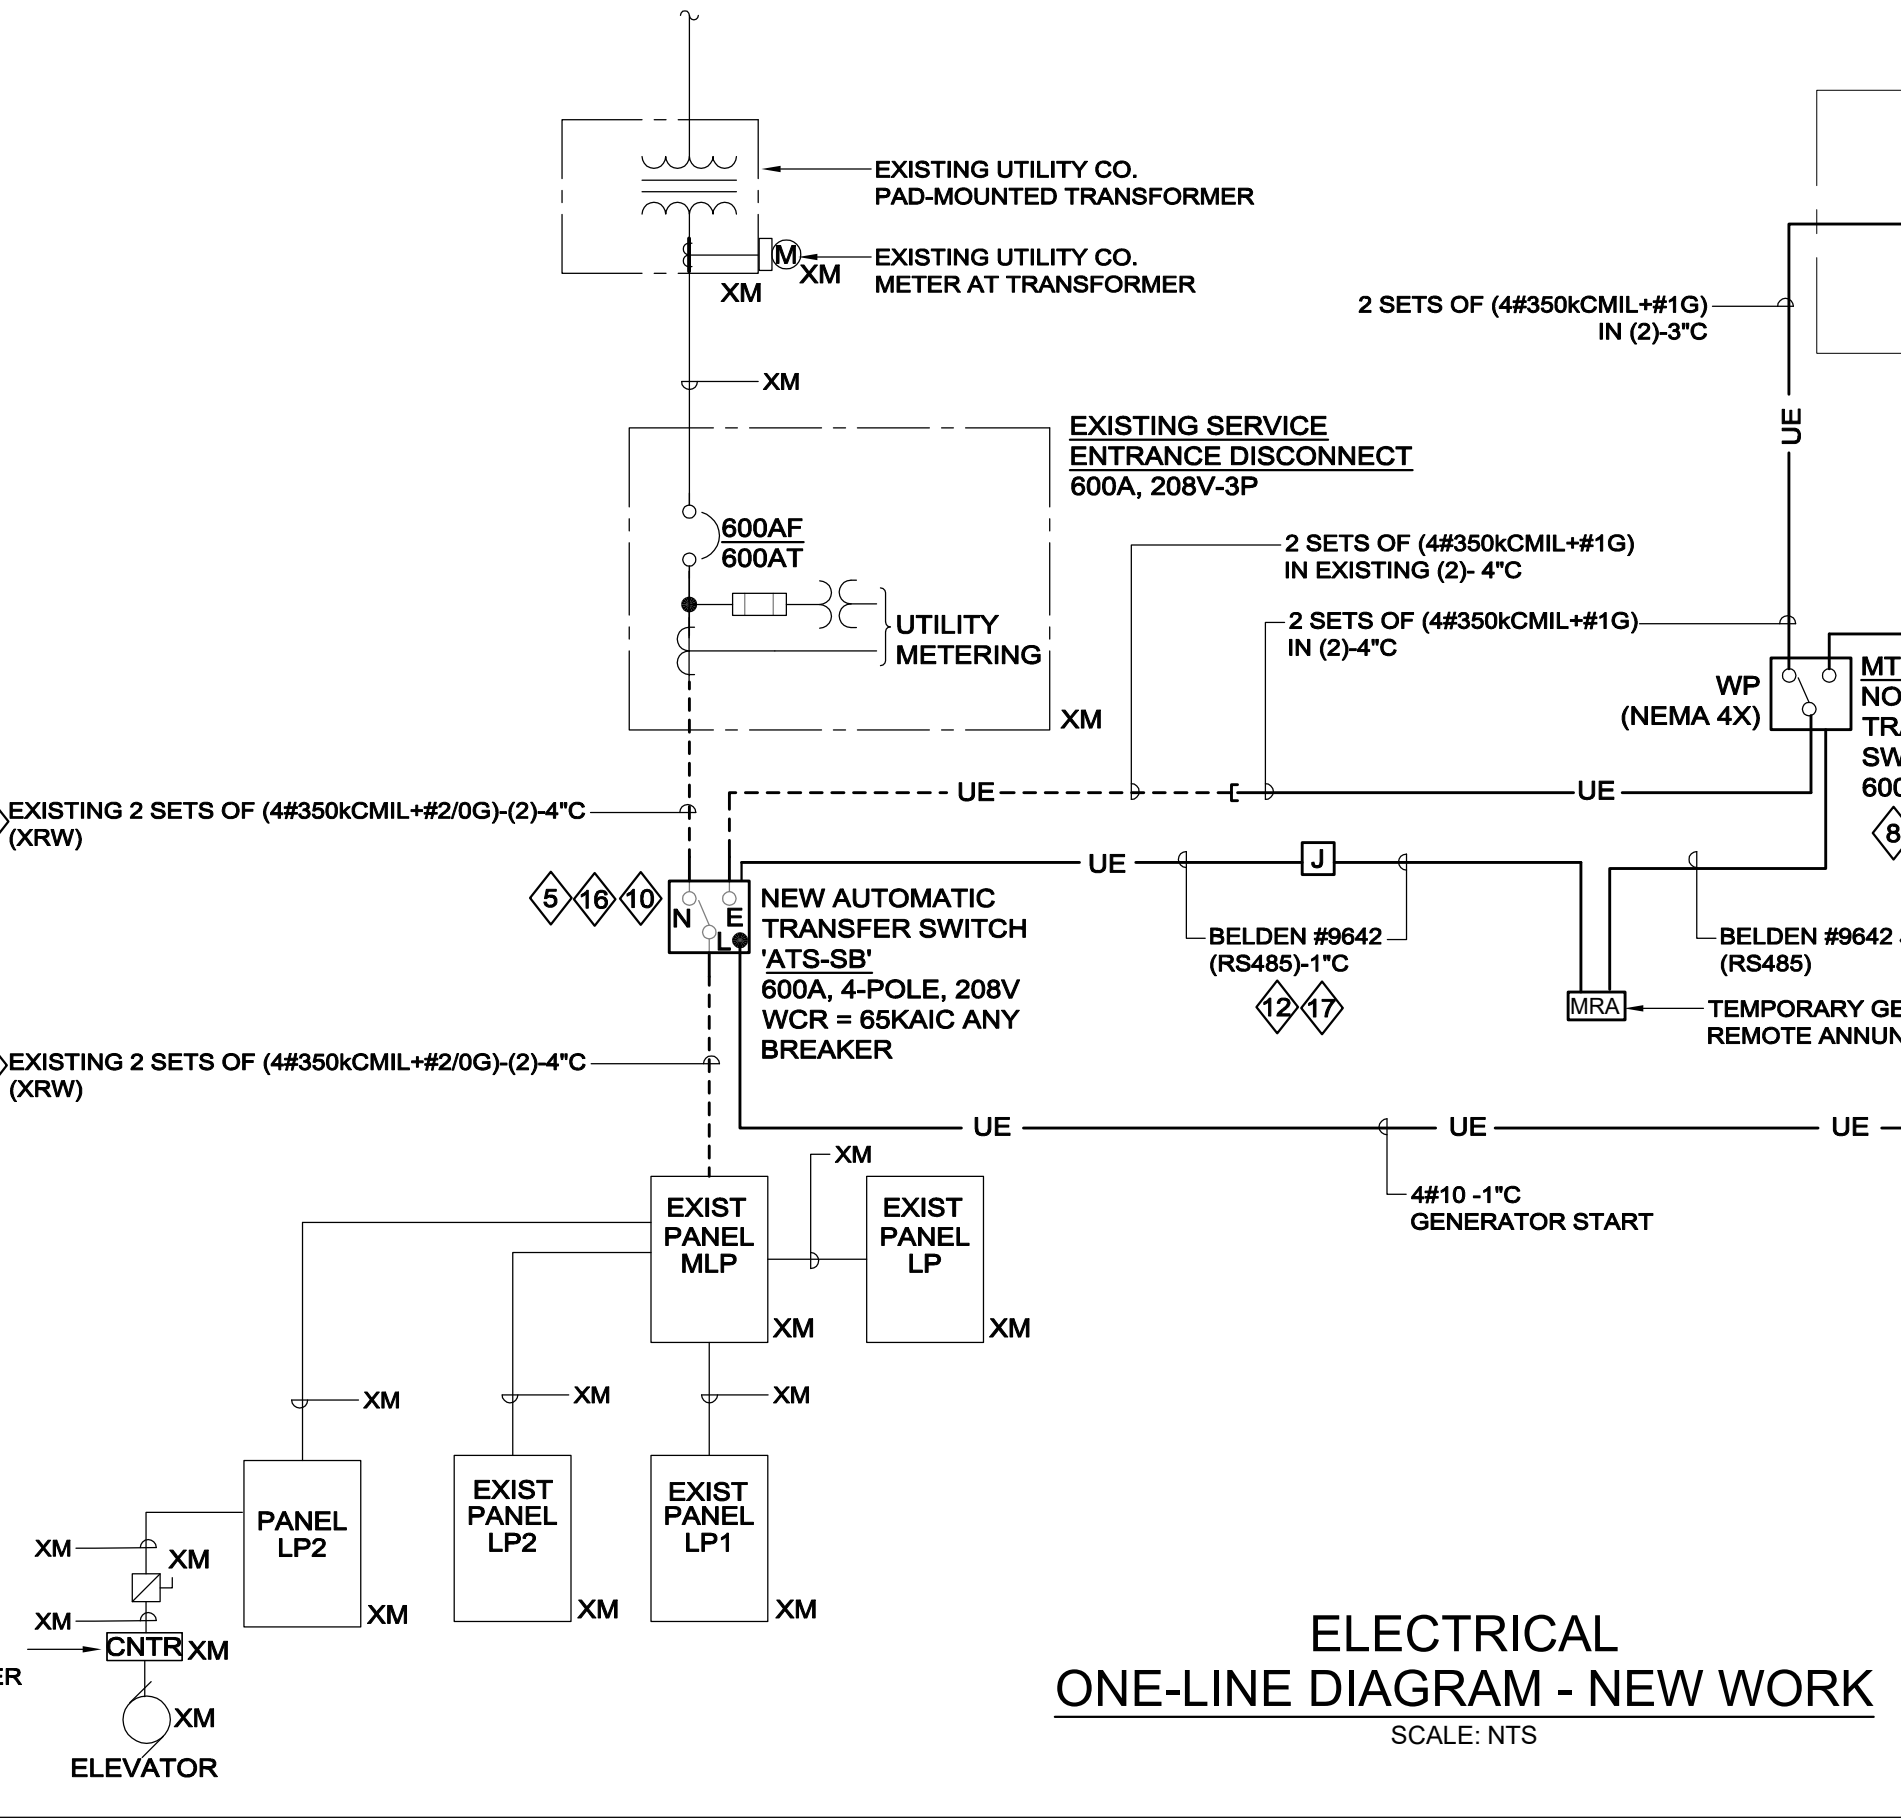 EXISTING UTILITY CO.
PAD-MOUNTED TRANSFORMER
M
XM
EXISTING UTILITY CO.
METER AT TRANSFORMER
XM
2 SETS OF (4#350kCMIL+#1G)
IN (2)-3"C
XM
UE
EXISTING SERVICE
ENTRANCE DISCONNECT
600A, 208V-3P
600AF
600AT
2 SETS OF (4#350kCMIL+#1G)
IN EXISTING (2)- 4"C
2 SETS OF (4#350kCMIL+#1G)
IN (2)-4"C
UTILITY
METERING
XM
WP
(NEMA 4X)
MT
NO
TRA
SW
600
8
UE
UE
EXISTING 2 SETS OF (4#350kCMIL+#2/0G)-(2)-4"C
(XRW)
UE
J
5
16
10
N
E
L
NEW AUTOMATIC
TRANSFER SWITCH
'ATS-SB'
600A, 4-POLE, 208V
WCR = 65KAIC ANY
BREAKER
BELDEN #9642
(RS485)-1"C
12
17
BELDEN #9642
(RS485)
MRA
TEMPORARY GE
REMOTE ANNUN
EXISTING 2 SETS OF (4#350kCMIL+#2/0G)-(2)-4"C
(XRW)
UE
UE
UE
4#10 -1"C
GENERATOR START
XM
EXIST
PANEL
MLP
XM
EXIST
PANEL
LP
XM
XM
XM
XM
PANEL
LP2
XM
EXIST
PANEL
LP2
XM
EXIST
PANEL
LP1
XM
XM
XM
XM
CNTR
XM
ER
XM
ELEVATOR
ELECTRICAL
ONE-LINE DIAGRAM - NEW WORK
SCALE: NTS